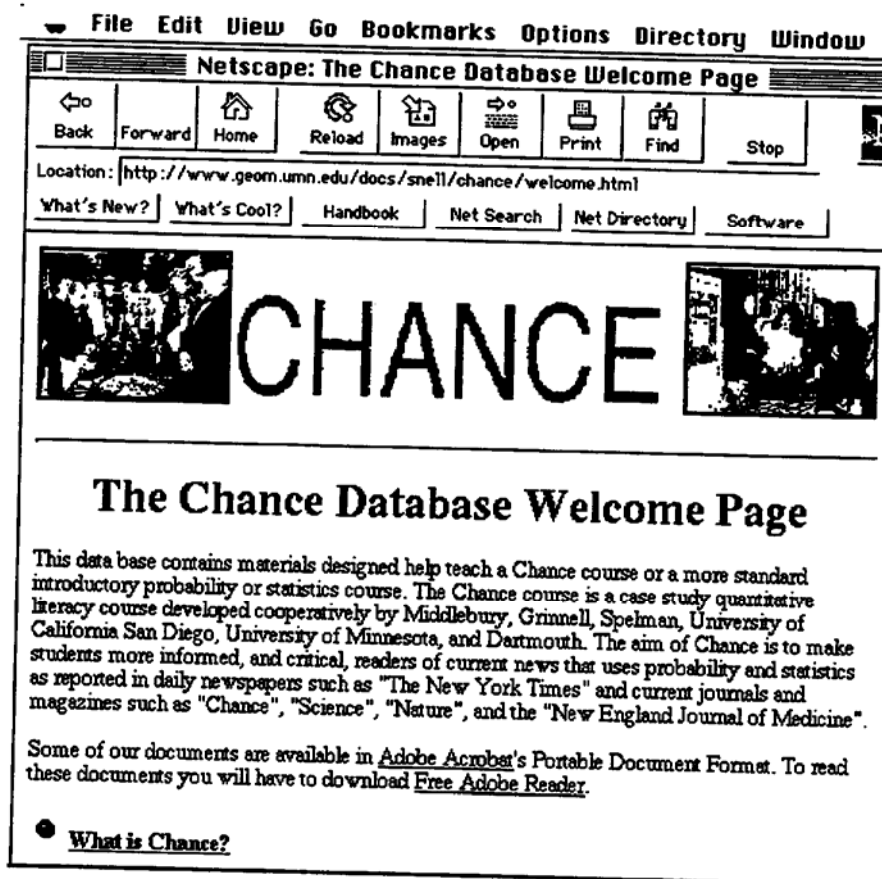 File Edit View Go Bookmarks Options Directory Window
Netscape: The Chance Database Welcome Page
Back Forward Home Reload Images Open Print Find Stop
Location: http://www.geom.umn.edu/docs/snell/chance/welcome.html
What's New? What's Cool? Handbook Net Search Net Directory Software
CHANCE
The Chance Database Welcome Page
This data base contains materials designed help teach a Chance course or a more standard
introductory probability or statistics course. The Chance course is a case study quantitative
literacy course developed cooperatively by Middlebury, Grinnell, Spelman, University of
California San Diego, University of Minnesota, and Dartmouth. The aim of Chance is to make
students more informed, and critical, readers of current news that uses probability and statistics
as reported in daily newspapers such as "The New York Times" and current journals and
magazines such as "Chance", "Science", "Nature", and the "New England Journal of Medicine".
Some of our documents are available in Adobe Acrobat's Portable Document Format. To read
these documents you will have to download Free Adobe Reader.
What is Chance?